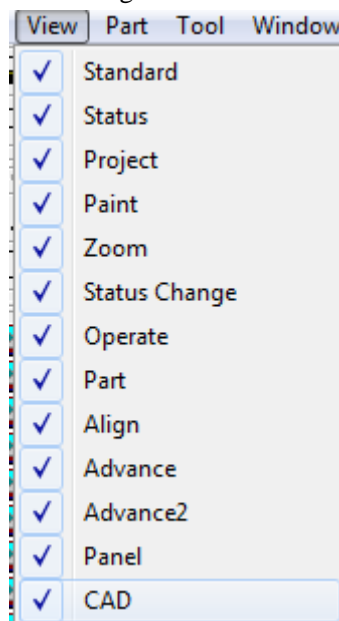 View Part Tool Window
Standard
Status
Project
Paint
Zoom
Status Change
Operate
Part
Align
Advance
Advance2
Panel
CAD